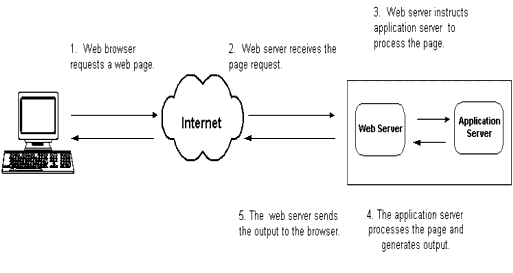 3. Web server instructs
application server to
process the page.
1. Web browser
requests a web page.
2. Web server receives the
page request.
Internet
Web Server
Application
Server
5. The web server sends
the output to the browser.
4. The application server
processes the page and
generates output.